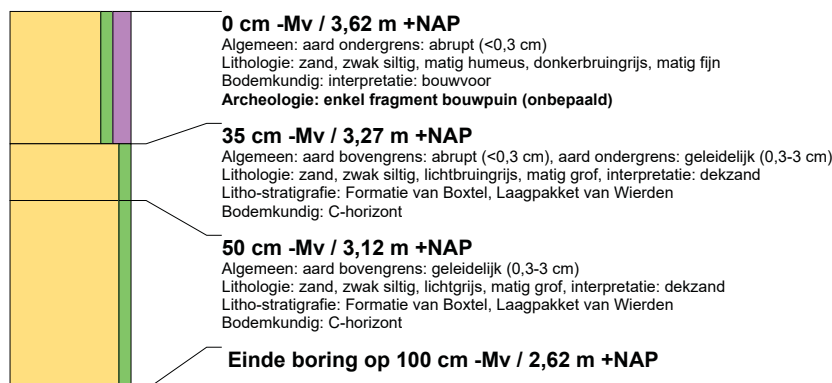 0 cm -Mv / 3,62 m +NAP
Algemeen: aard ondergrens: abrupt (<0,3 cm)
Lithologie: zand, zwak siltig, matig humeus, donkerbruingrijs, matig fijn
Bodemkundig: interpretatie: bouwvoor
Archeologie: enkel fragment bouwpuin (onbepaald)
35 cm -Mv / 3,27 m +NAP
Algemeen: aard bovengrens: abrupt (<0,3 cm), aard ondergrens: geleidelijk (0,3-3 cm)
Lithologie: zand, zwak siltig, lichtbruingrijs, matig grof, interpretatie: dekzand
Litho-stratigrafie: Formatie van Boxtel, Laagpakket van Wierden
Bodemkundig: C-horizont
50 cm -Mv / 3,12 m +NAP
Algemeen: aard bovengrens: geleidelijk (0,3-3 cm)
Lithologie: zand, zwak siltig, lichtgrijs, matig grof, interpretatie: dekzand
Litho-stratigrafie: Formatie van Boxtel, Laagpakket van Wierden
Bodemkundig: C-horizont
Einde boring op 100 cm -Mv / 2,62 m +NAP